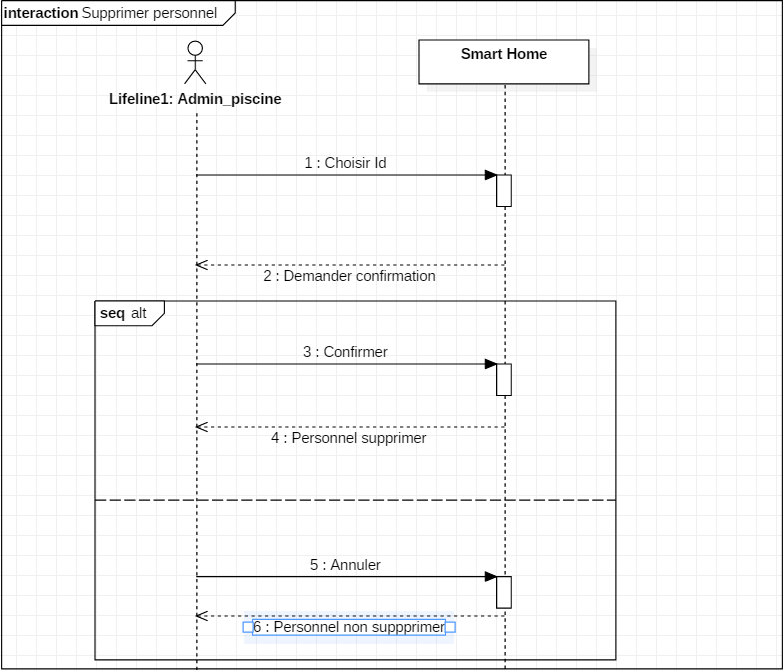 interaction Supprimer personnel
Smart Home
Lifeline1: Admin_piscine
1 : Choisir Id
2 : Demander confirmation
seq alt
3 : Confirmer
4 : Personnel supprimer
5 : Annuler
6 : Personnel non suppprimer